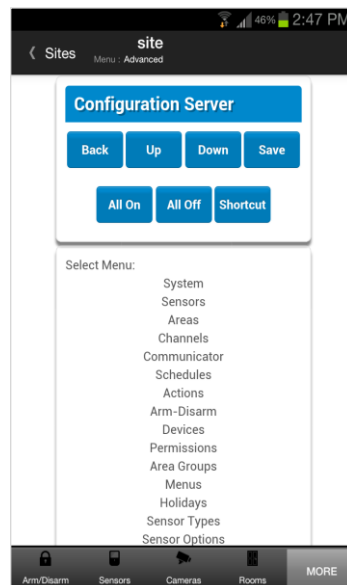 46% 2:47 PM
Sites
site
Menu : Advanced
Configuration Server
Back Up Down Save
All On All Off Shortcut
Select Menu:
System
Sensors
Areas
Channels
Communicator
Schedules
Actions
Arm-Disarm
Devices
Permissions
Area Groups
Menus
Holidays
Sensor Types
Sensor Options
Arm/Disarm Sensors Cameras Rooms MORE